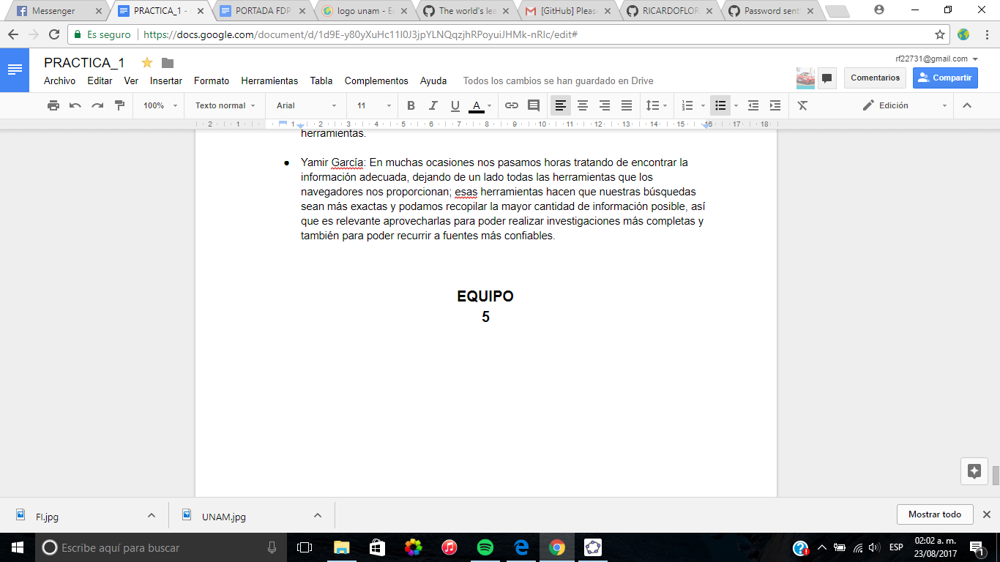 Messenger
PRACTICA_1 -
PORTADA FDP
logo unam - E
The world's lea
[GitHub] Pleas
RICARDOFLOR
Password sent
Es seguro
https://docs.google.com/document/d/1d9E-y80yXuHc11I0J3jpYLNQqzjhRPoyuiJHMk-nRlc/edit#
PRACTICA_1
rf22731@gmail.com
Archivo Editar Ver Insertar Formato Herramientas Tabla Complementos Ayuda Todos los cambios se han guardado en Drive
Comentarios
Compartir
100% Texto normal Arial 11 B I U A Edición
2 1 1 2 3 4 5 6 7 8 9 10 11 12 13 14 15 16 17 18
herramientas.
● Yamir García: En muchas ocasiones nos pasamos horas tratando de encontrar la
información adecuada, dejando de un lado todas las herramientas que los
navegadores nos proporcionan; esas herramientas hacen que nuestras búsquedas
sean más exactas y podamos recopilar la mayor cantidad de información posible, así
que es relevante aprovecharlas para poder realizar investigaciones más completas y
también para poder recurrir a fuentes más confiables.
EQUIPO
5
FI.jpg
UNAM.jpg
Mostrar todo
Escribe aquí para buscar
ESP
02:02 a. m.
23/08/2017
1